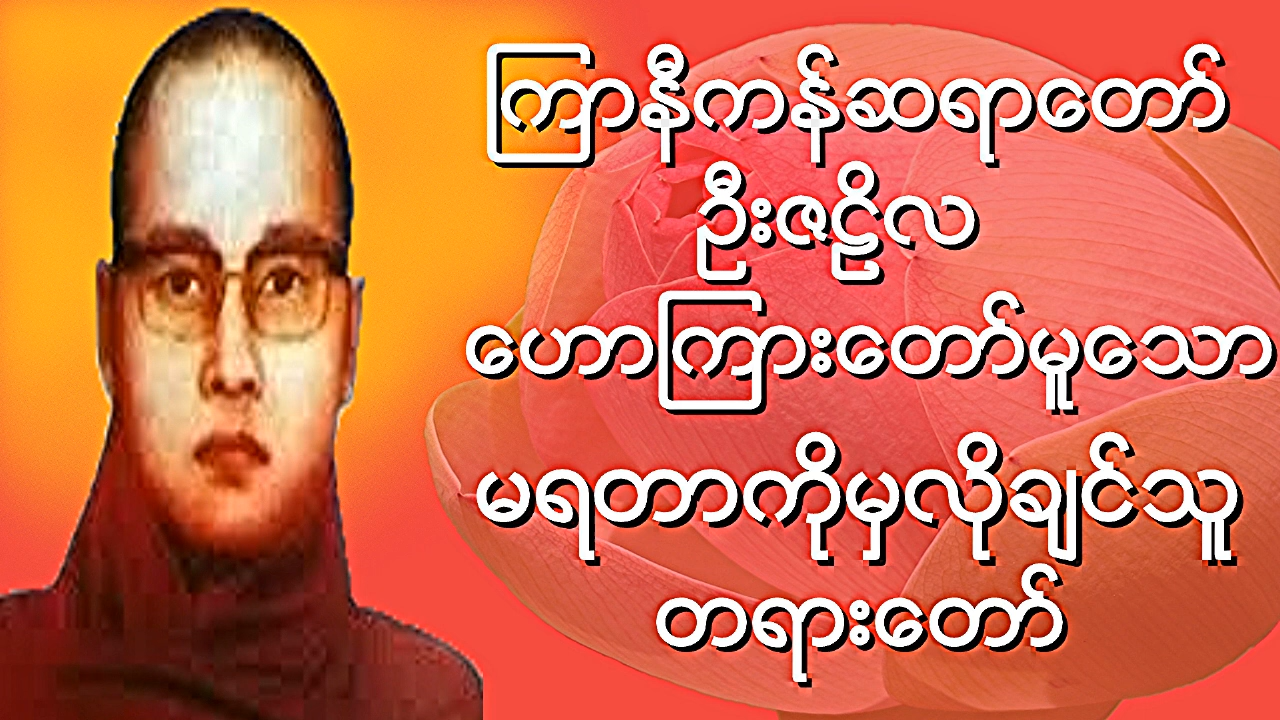 ကြာနီကန်ဆရာတော်
ဦးဇဋိလ
ဟောကြားတော်မူသော
မရတာကိုမှလိုချင်သူ
တရားတော်